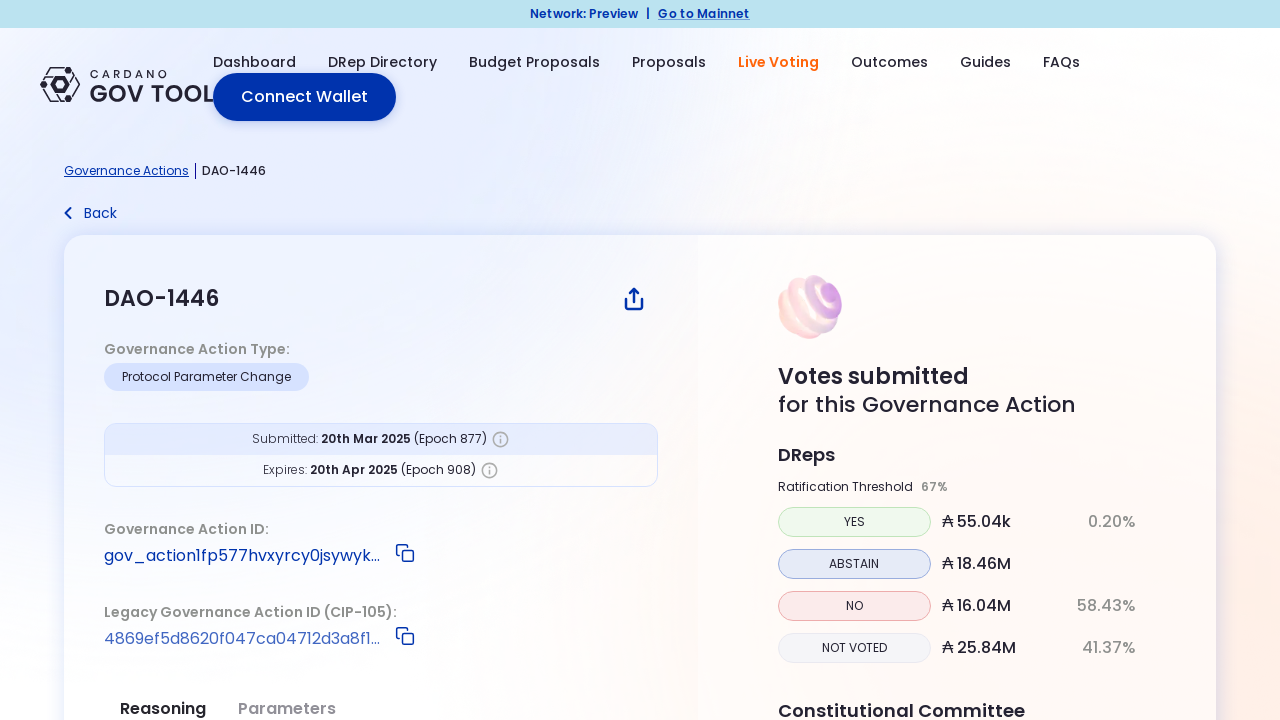 Network: Preview | Go to Mainnet
CARDANO
GOV TOOL
Dashboard
DRep Directory
Budget Proposals
Proposals
Live Voting
Outcomes
Guides
FAQs
Connect Wallet
Governance Actions | DAO-1446
Back
DAO-1446
Governance Action Type:
Protocol Parameter Change
Submitted: 20th Mar 2025 (Epoch 877)
Expires: 20th Apr 2025 (Epoch 908)
Governance Action ID:
gov_action1fp577hvxyrcy0jsywyk...
Legacy Governance Action ID (CIP-105):
4869ef5d8620f047ca04712d3a8f1...
Reasoning
Parameters
Votes submitted
for this Governance Action
DReps
Ratification Threshold 67%
YES ₳ 55.04k 0.20%
ABSTAIN ₳ 18.46M
NO ₳ 16.04M 58.43%
NOT VOTED ₳ 25.84M 41.37%
Constitutional Committee